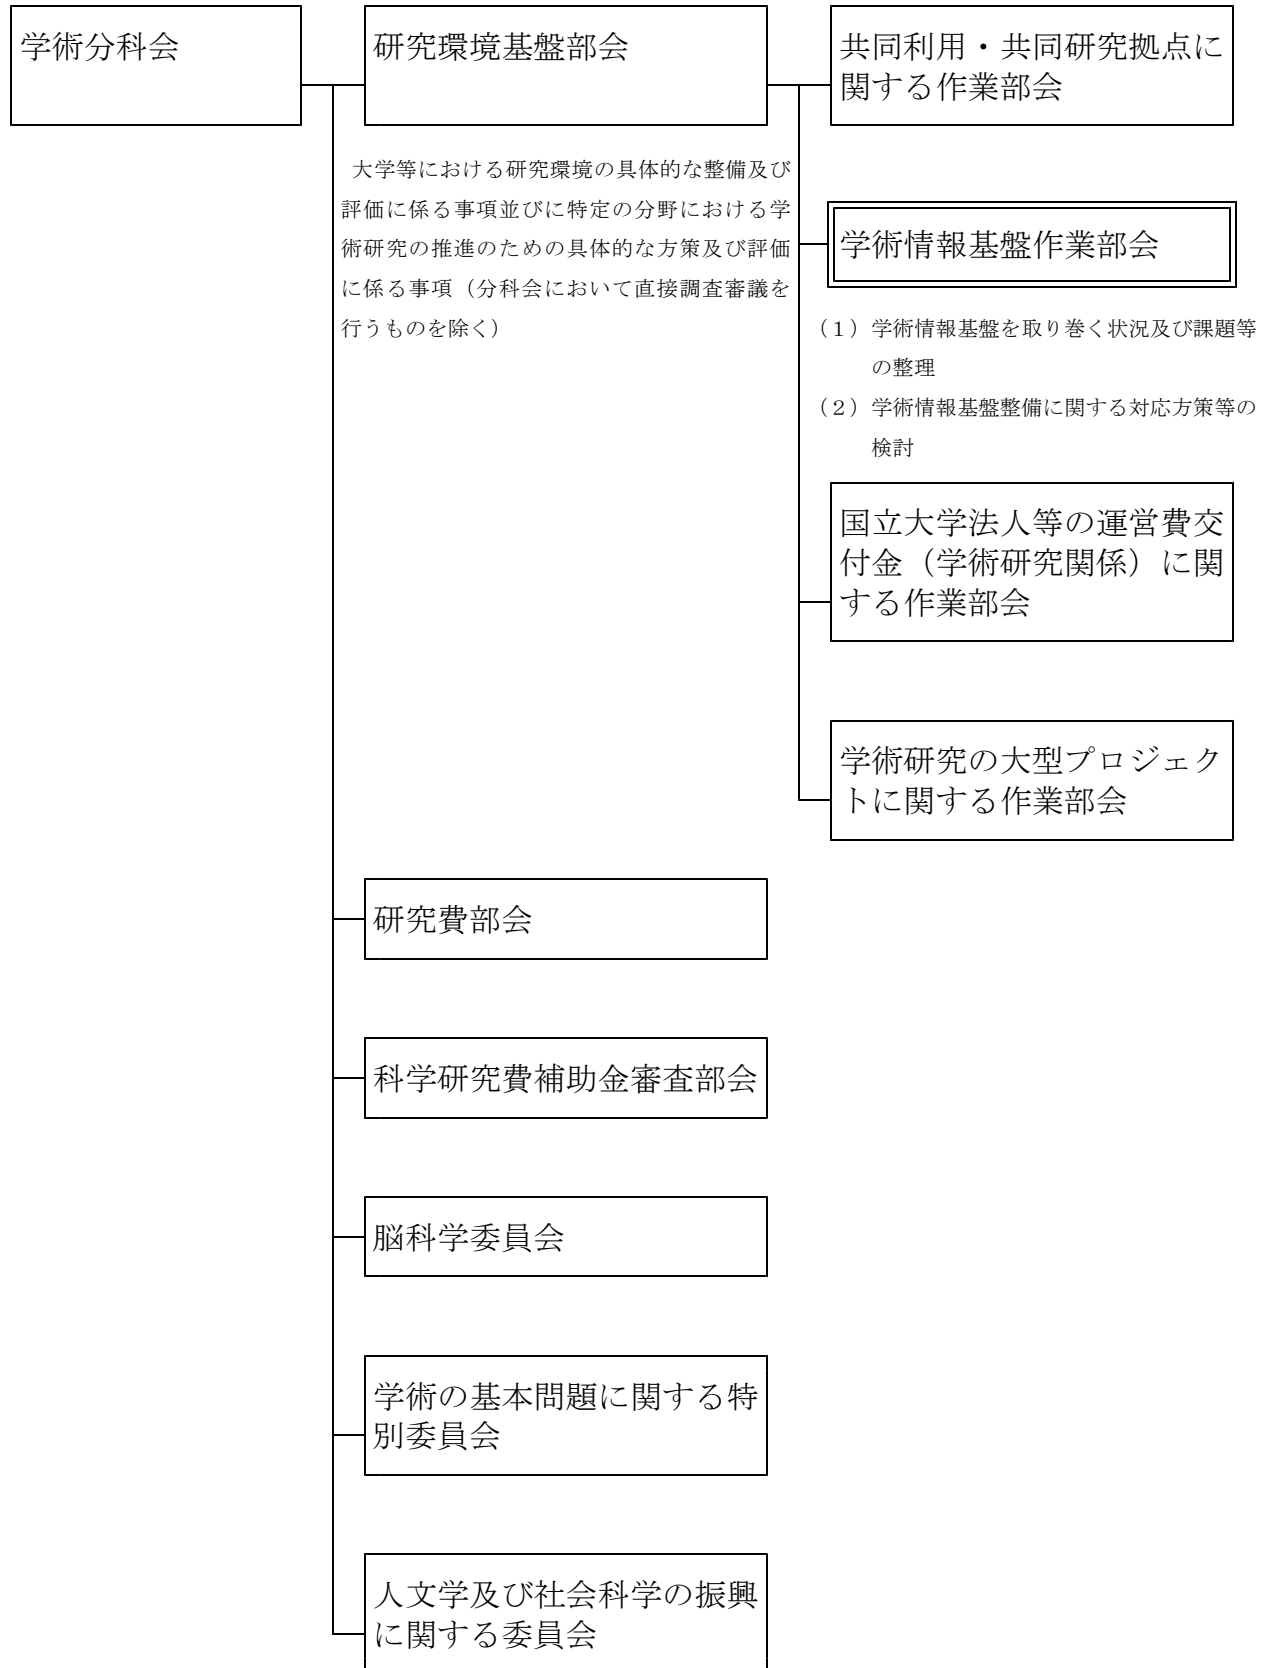 学術分科会
研究環境基盤部会
大学等における研究環境の具体的な整備及び
評価に係る事項並びに特定の分野における学
術研究の推進のための具体的な方策及び評価
に係る事項（分科会において直接調査審議を
行うものを除く）
共同利用・共同研究拠点に
関する作業部会
学術情報基盤作業部会
（１）学術情報基盤を取り巻く状況及び課題等
の整理
（２）学術情報基盤整備に関する対応方策等の
検討
国立大学法人等の運営費交
付金（学術研究関係）に関
する作業部会
学術研究の大型プロジェク
トに関する作業部会
研究費部会
科学研究費補助金審査部会
脳科学委員会
学術の基本問題に関する特
別委員会
人文学及び社会科学の振興
に関する委員会